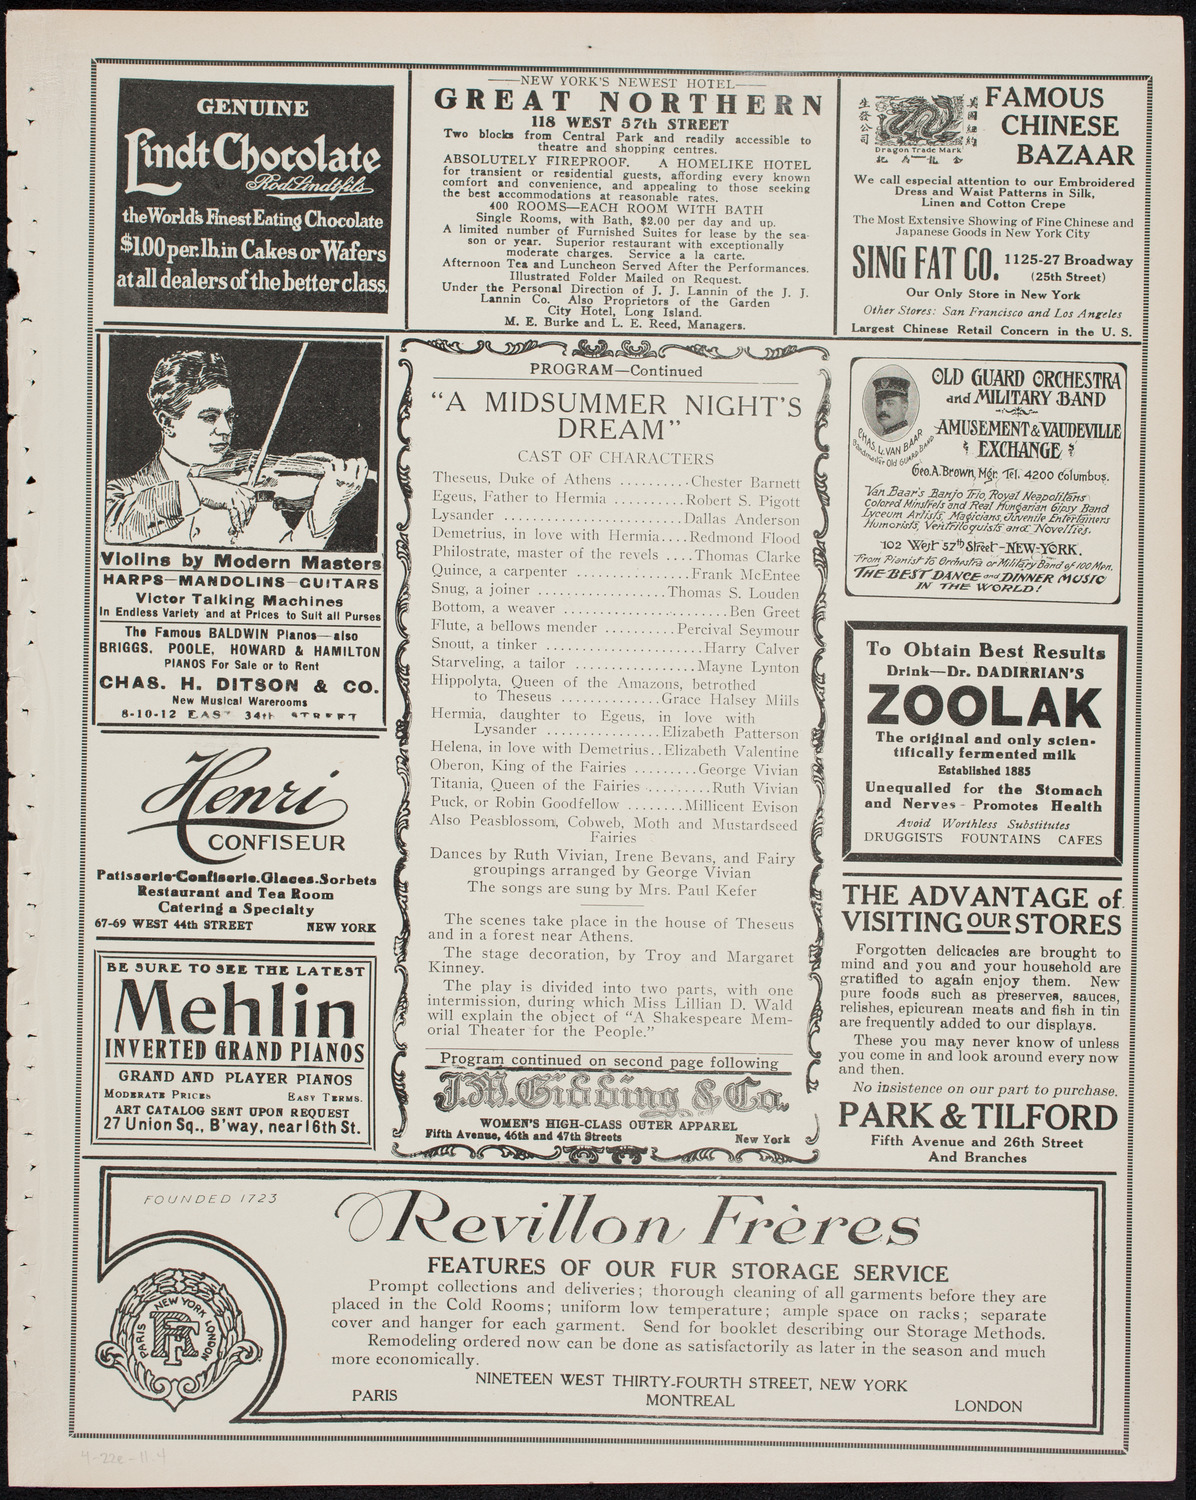 GENUINE
Lindt Chocolate
Rod. Lindt fils
the World's Finest Eating Chocolate
$1.00 per. lb. in Cakes or Wafers
at all dealers of the better class.
NEW YORK'S NEWEST HOTEL
GREAT NORTHERN
118 WEST 57th STREET
Two blocks from Central Park and readily accessible to
theatre and shopping centres.
ABSOLUTELY FIREPROOF. A HOMELIKE HOTEL
for transient or residential guests, affording every known
comfort and convenience, and appealing to those seeking
the best accommodations at reasonable rates.
400 ROOMS—EACH ROOM WITH BATH
Single Rooms, with Bath, $2.00 per day and up.
A limited number of Furnished Suites for lease by the sea-
son or year. Superior restaurant with exceptionally
moderate charges. Service a la carte.
Afternoon Tea and Luncheon Served After the Performances.
Illustrated Folder Mailed on Request.
Under the Personal Direction of J. J. Lannin of the J. J.
Lannin Co. Also Proprietors of the Garden
City Hotel, Long Island.
M. E. Burke and L. E. Reed, Managers.
生發公司
Dragon Trade Mark
FAMOUS
CHINESE
BAZAAR
We call especial attention to our Embroidered
Dress and Waist Patterns in Silk,
Linen and Cotton Crepe
The Most Extensive Showing of Fine Chinese and
Japanese Goods in New York City
SING FAT CO. 1125-27 Broadway
(25th Street)
Our Only Store in New York
Other Stores: San Francisco and Los Angeles
Largest Chinese Retail Concern in the U. S.
Violins by Modern Masters
HARPS—MANDOLINS—GUITARS
Victor Talking Machines
In Endless Variety and at Prices to Suit all Purses
The Famous BALDWIN Pianos—also
BRIGGS, POOLE, HOWARD & HAMILTON
PIANOS For Sale or to Rent
CHAS. H. DITSON & CO.
New Musical Warerooms
8-10-12 EAST 34th STREET
Henri
CONFISEUR
Patisserie-Confiserie.Glaces.Sorbets
Restaurant and Tea Room
Catering a Specialty
67-69 WEST 44th STREET NEW YORK
BE SURE TO SEE THE LATEST
Mehlin
INVERTED GRAND PIANOS
GRAND AND PLAYER PIANOS
MODERATE PRICES EASY TERMS.
ART CATALOG SENT UPON REQUEST
27 Union Sq., B'way, near 16th St.
PROGRAM—Continued
"A MIDSUMMER NIGHT'S
DREAM"
CAST OF CHARACTERS
Theseus, Duke of Athens ..........Chester Barnett
Egeus, Father to Hermia ..........Robert S. Pigott
Lysander .........................Dallas Anderson
Demetrius, in love with Hermia....Redmond Flood
Philostrate, master of the revels ....Thomas Clarke
Quince, a carpenter ................Frank McEntee
Snug, a joiner ......................Thomas S. Louden
Bottom, a weaver .......................Ben Greet
Flute, a bellows mender ..........Percival Seymour
Snout, a tinker ......................Harry Calver
Starveling, a tailor .................Mayne Lynton
Hippolyta, Queen of the Amazons, betrothed
to Theseus ..............Grace Halsey Mills
Hermia, daughter to Egeus, in love with
Lysander ................Elizabeth Patterson
Helena, in love with Demetrius..Elizabeth Valentine
Oberon, King of the Fairies .........George Vivian
Titania, Queen of the Fairies ..........Ruth Vivian
Puck, or Robin Goodfellow ........Millicent Evison
Also Peasblossom, Cobweb, Moth and Mustardseed
Fairies
Dances by Ruth Vivian, Irene Bevans, and Fairy
groupings arranged by George Vivian
The songs are sung by Mrs. Paul Kefer
The scenes take place in the house of Theseus
and in a forest near Athens.
The stage decoration, by Troy and Margaret
Kinney.
The play is divided into two parts, with one
intermission, during which Miss Lillian D. Wald
will explain the object of "A Shakespeare Mem-
orial Theater for the People."
Program continued on second page following
J.M. Gidding & Co.
WOMEN'S HIGH-CLASS OUTER APPAREL
Fifth Avenue, 46th and 47th Streets New York
CHAS. L. VAN BAAR
Bandmaster Old Guard Band
OLD GUARD ORCHESTRA
and MILITARY BAND
AMUSEMENT & VAUDEVILLE
EXCHANGE
Geo. A. Brown, Mgr. Tel. 4200 Columbus.
Van Baar's Banjo Trio, Royal Neapolitans
Colored Minstrels and Real Hungarian Gipsy Band
Lyceum Artists, Magicians, Juvenile Entertainers
Humorists, Ventriloquists and Novelties.
102 West 57th Street - NEW-YORK.
From Pianist to Orchestra or Military Band of 100 Men.
THE BEST DANCE and DINNER MUSIC
IN THE WORLD!
To Obtain Best Results
Drink—Dr. DADIRRIAN'S
ZOOLAK
The original and only scien-
tifically fermented milk
Established 1885
Unequalled for the Stomach
and Nerves - Promotes Health
Avoid Worthless Substitutes
DRUGGISTS FOUNTAINS CAFES
THE ADVANTAGE of
VISITING OUR STORES
Forgotten delicacies are brought to
mind and you and your household are
gratified to again enjoy them. New
pure foods such as preserves, sauces,
relishes, epicurean meats and fish in tin
are frequently added to our displays.
These you may never know of unless
you come in and look around every now
and then.
No insistence on our part to purchase.
PARK & TILFORD
Fifth Avenue and 26th Street
And Branches
FOUNDED 1723
Revillon Frères
NEW YORK
PARIS
LONDON
RF
FEATURES OF OUR FUR STORAGE SERVICE
Prompt collections and deliveries; thorough cleaning of all garments before they are
placed in the Cold Rooms; uniform low temperature; ample space on racks; separate
cover and hanger for each garment. Send for booklet describing our Storage Methods.
Remodeling ordered now can be done as satisfactorily as later in the season and much
more economically.
NINETEEN WEST THIRTY-FOURTH STREET, NEW YORK
PARIS MONTREAL LONDON
4-22e-11.4